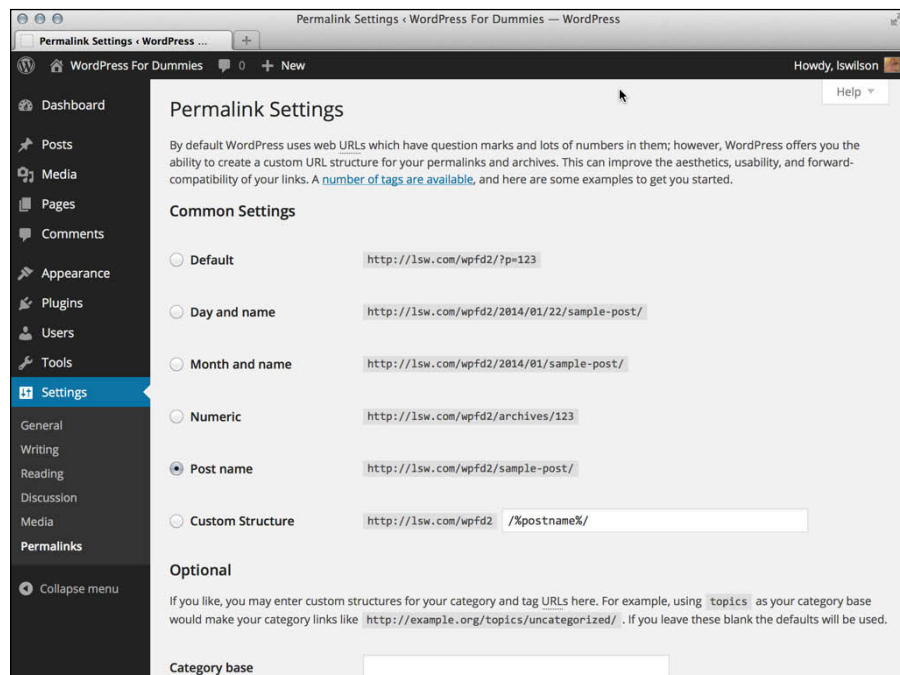 Permalink Settings ‹ WordPress For Dummies — WordPress
Permalink Settings ‹ WordPress ...
WordPress For Dummies 0 + New Howdy, lswilson
Help
Dashboard
Posts
Media
Pages
Comments
Appearance
Plugins
Users
Tools
Settings
General
Writing
Reading
Discussion
Media
Permalinks
Collapse menu
Permalink Settings
By default WordPress uses web URLs which have question marks and lots of numbers in them; however, WordPress offers you the
ability to create a custom URL structure for your permalinks and archives. This can improve the aesthetics, usability, and forward-
compatibility of your links. A number of tags are available, and here are some examples to get you started.
Common Settings
Default http://lsw.com/wpfd2/?p=123
Day and name http://lsw.com/wpfd2/2014/01/22/sample-post/
Month and name http://lsw.com/wpfd2/2014/01/sample-post/
Numeric http://lsw.com/wpfd2/archives/123
Post name http://lsw.com/wpfd2/sample-post/
Custom Structure http://lsw.com/wpfd2 /%postname%/
Optional
If you like, you may enter custom structures for your category and tag URLs here. For example, using topics as your category base
would make your category links like http://example.org/topics/uncategorized/ . If you leave these blank the defaults will be used.
Category base